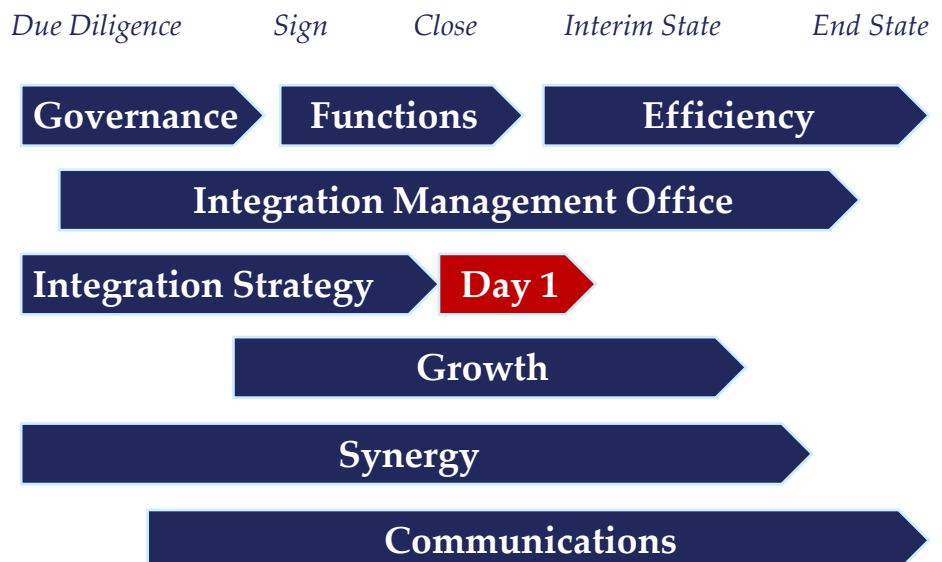 Due Diligence Sign Close Interim State End State
Governance Functions Efficiency
Integration Management Office
Integration Strategy Day 1
Growth
Synergy
Communications